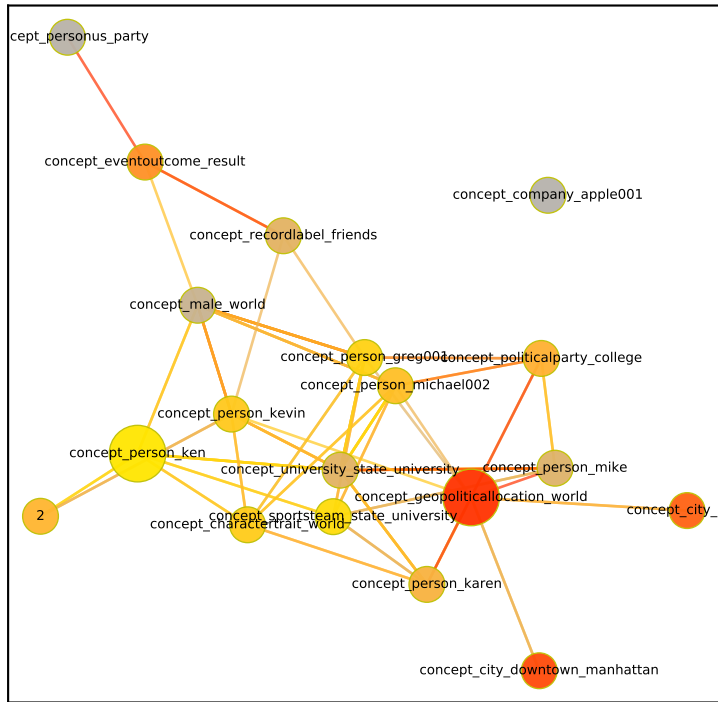 cept_personus_party
concept_eventoutcome_result
concept_company_apple001
concept_recordlabel_friends
concept_male_world
concept_person_greg001
concept_politicalparty_college
concept_person_michael002
concept_person_kevin
concept_person_ken
concept_university_state_university
concept_person_mike
concept_geopoliticallocation_world
2
concept_sportsteam_state_university
concept_charactertrait_world
concept_city_
concept_person_karen
concept_city_downtown_manhattan